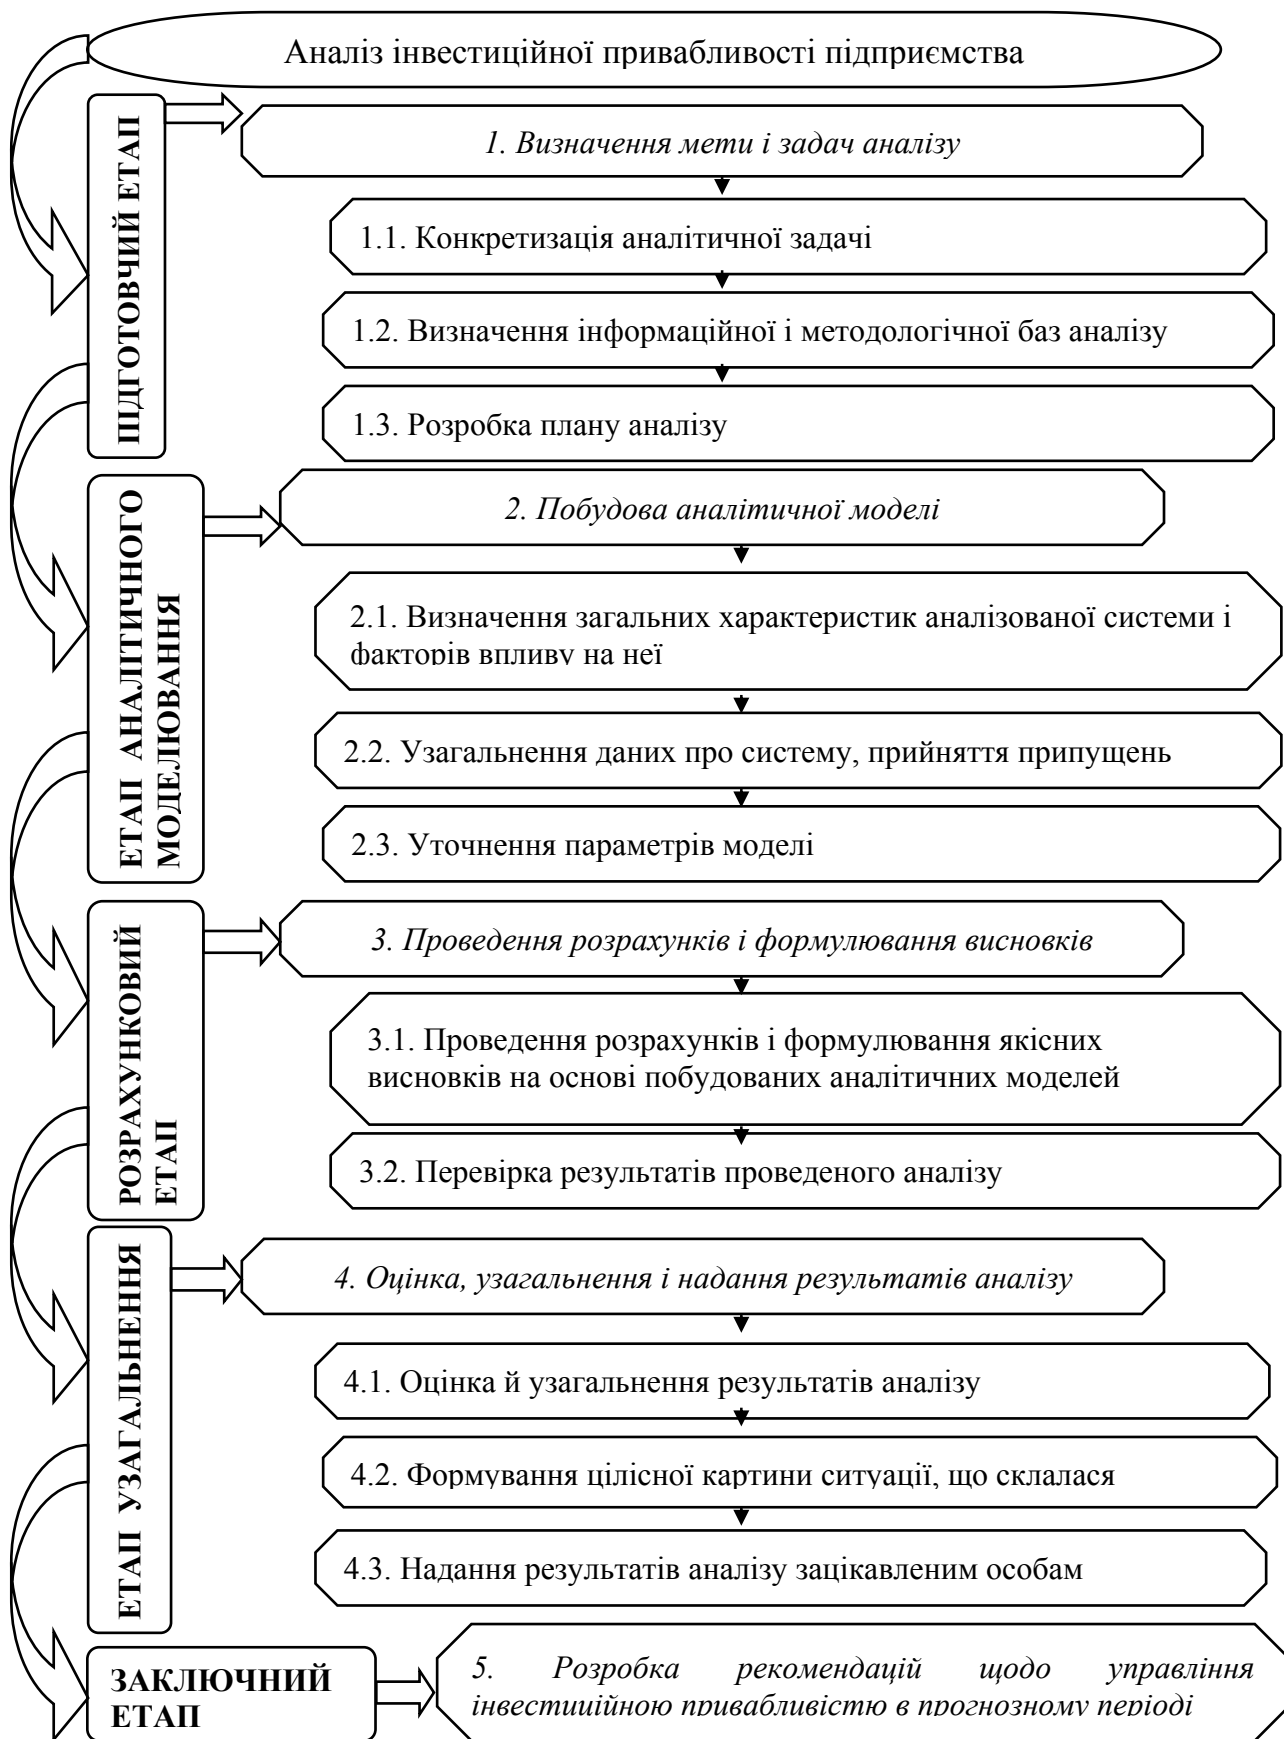 Аналіз інвестиційної привабливості підприємства
ПІДГОТОВЧИЙ ЕТАП
1. Визначення мети і задач аналізу
1.1. Конкретизація аналітичної задачі
1.2. Визначення інформаційної і методологічної баз аналізу
1.3. Розробка плану аналізу
ЕТАП АНАЛІТИЧНОГО
МОДЕЛЮВАННЯ
2. Побудова аналітичної моделі
2.1. Визначення загальних характеристик аналізованої системи і
факторів впливу на неї
2.2. Узагальнення даних про систему, прийняття припущень
2.3. Уточнення параметрів моделі
РОЗРАХУНКОВИЙ
ЕТАП
3. Проведення розрахунків і формулювання висновків
3.1. Проведення розрахунків і формулювання якісних
висновків на основі побудованих аналітичних моделей
3.2. Перевірка результатів проведеного аналізу
ЕТАП УЗАГАЛЬНЕННЯ
4. Оцінка, узагальнення і надання результатів аналізу
4.1. Оцінка й узагальнення результатів аналізу
4.2. Формування цілісної картини ситуації, що склалася
4.3. Надання результатів аналізу зацікавленим особам
ЗАКЛЮЧНИЙ
ЕТАП
5. Розробка рекомендацій щодо управління
інвестиційною привабливістю в прогнозному періоді